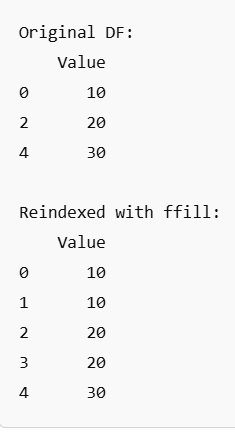 Original DF:
    Value
0      10
2      20
4      30

Reindexed with ffill:
    Value
0      10
1      10
2      20
3      20
4      30